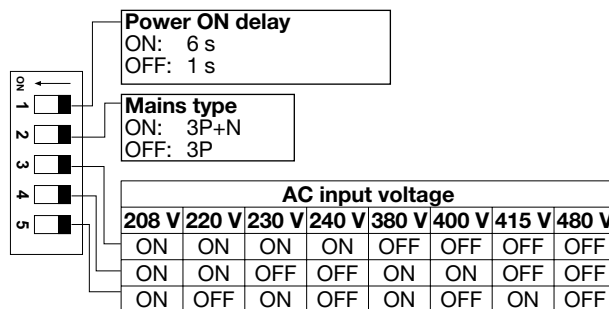 Power ON delay
ON: 6 s
OFF: 1 s
ON
1
2
3
4
5
Mains type
ON: 3P+N
OFF: 3P
AC input voltage
208 V 220 V 230 V 240 V 380 V 400 V 415 V 480 V
ON ON ON ON OFF OFF OFF OFF
ON ON OFF OFF ON ON OFF OFF
ON OFF ON OFF ON OFF ON OFF